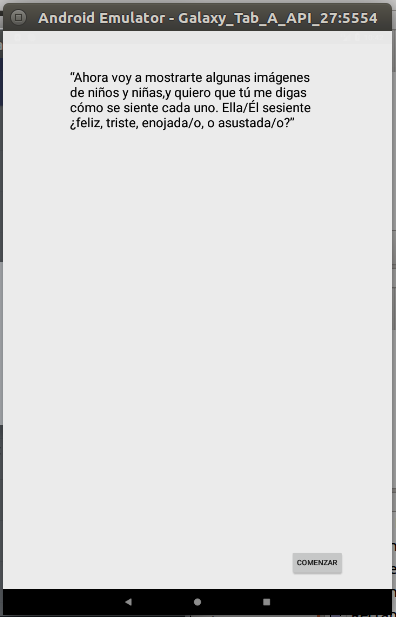 Android Emulator - Galaxy_Tab_A_API_27:5554
“Ahora voy a mostrarte algunas imágenes
de niños y niñas,y quiero que tú me digas
cómo se siente cada uno. Ella/Él sesiente
¿feliz, triste, enojada/o, o asustada/o?”
COMENZAR